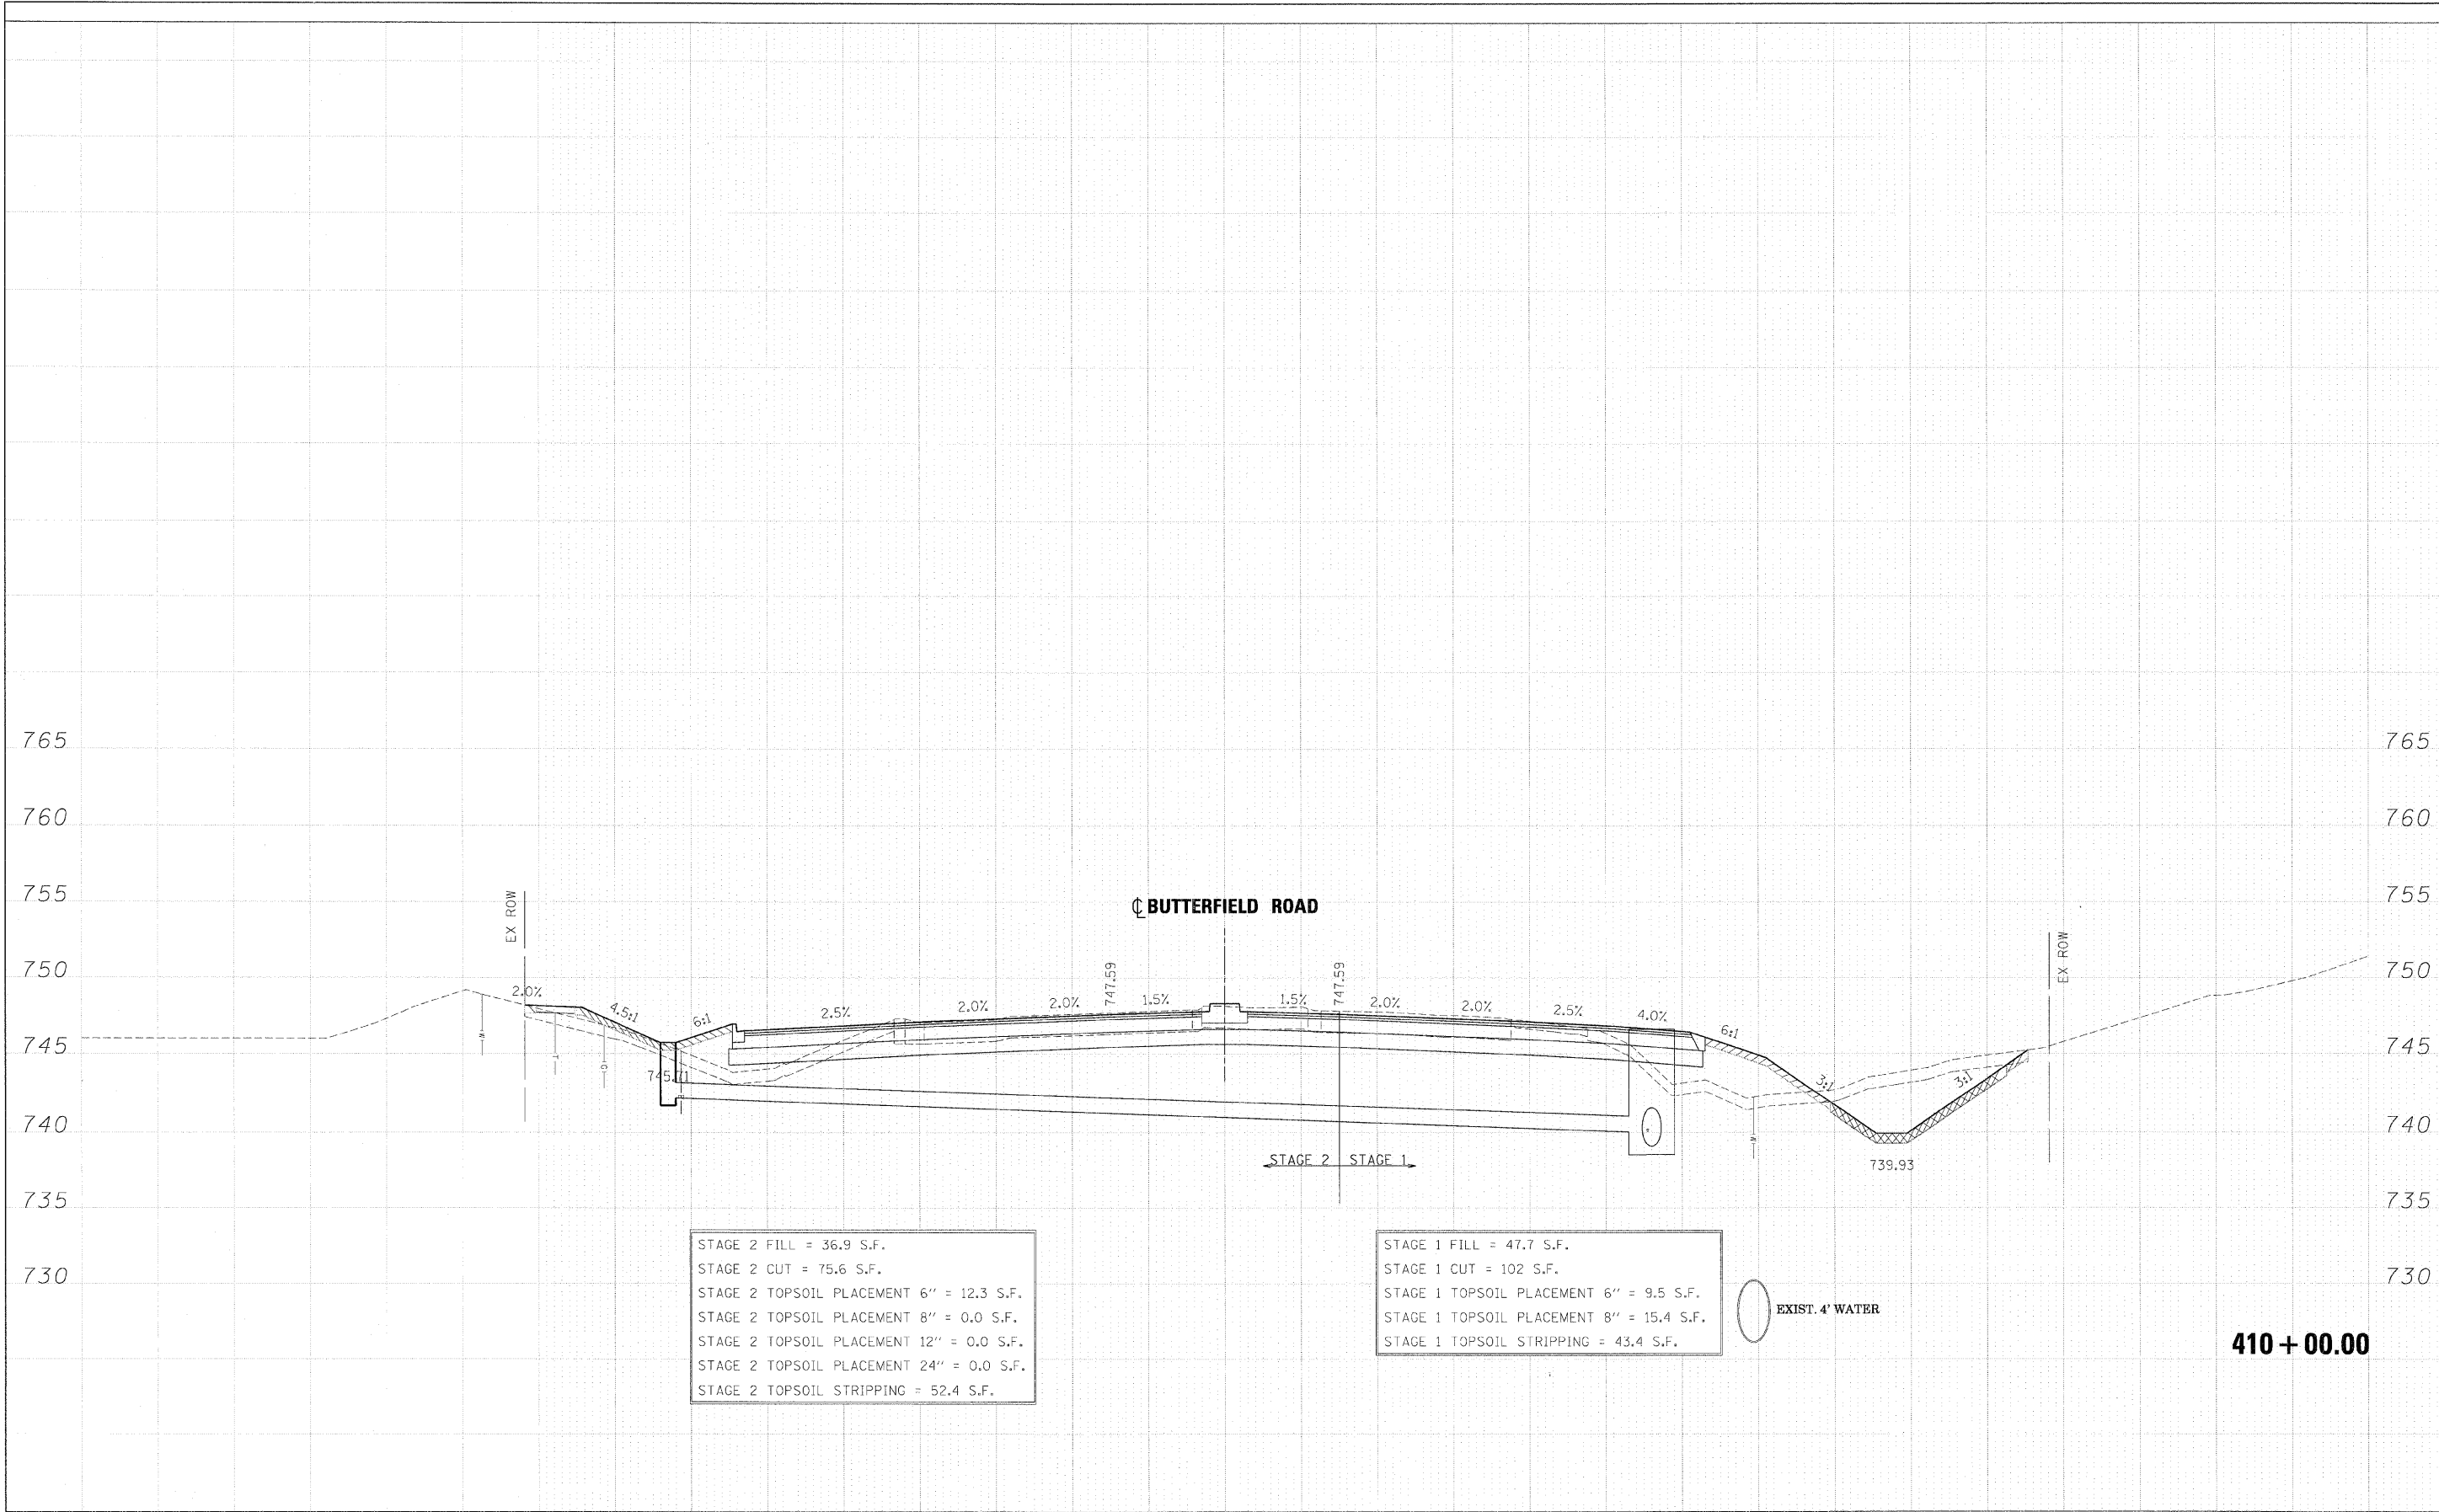 765 765
760 760
755 755
EX ROW
℄ BUTTERFIELD ROAD
EX ROW
750 750
747.59 747.59
2.0% 4.5:1 6:1 2.5% 2.0% 2.0% 1.5% 1.5% 2.0% 2.0% 2.5% 4.0% 6:1
745 745
745.71
3:1 3:1
740 740
STAGE 2 STAGE 1
739.93
735 735
730 730
STAGE 2 FILL = 36.9 S.F.
STAGE 2 CUT = 75.6 S.F.
STAGE 2 TOPSOIL PLACEMENT 6" = 12.3 S.F.
STAGE 2 TOPSOIL PLACEMENT 8" = 0.0 S.F.
STAGE 2 TOPSOIL PLACEMENT 12" = 0.0 S.F.
STAGE 2 TOPSOIL PLACEMENT 24" = 0.0 S.F.
STAGE 2 TOPSOIL STRIPPING = 52.4 S.F.
STAGE 1 FILL = 47.7 S.F.
STAGE 1 CUT = 102 S.F.
STAGE 1 TOPSOIL PLACEMENT 6" = 9.5 S.F.
STAGE 1 TOPSOIL PLACEMENT 8" = 15.4 S.F.
STAGE 1 TOPSOIL STRIPPING = 43.4 S.F.
EXIST. 4' WATER
410 + 00.00